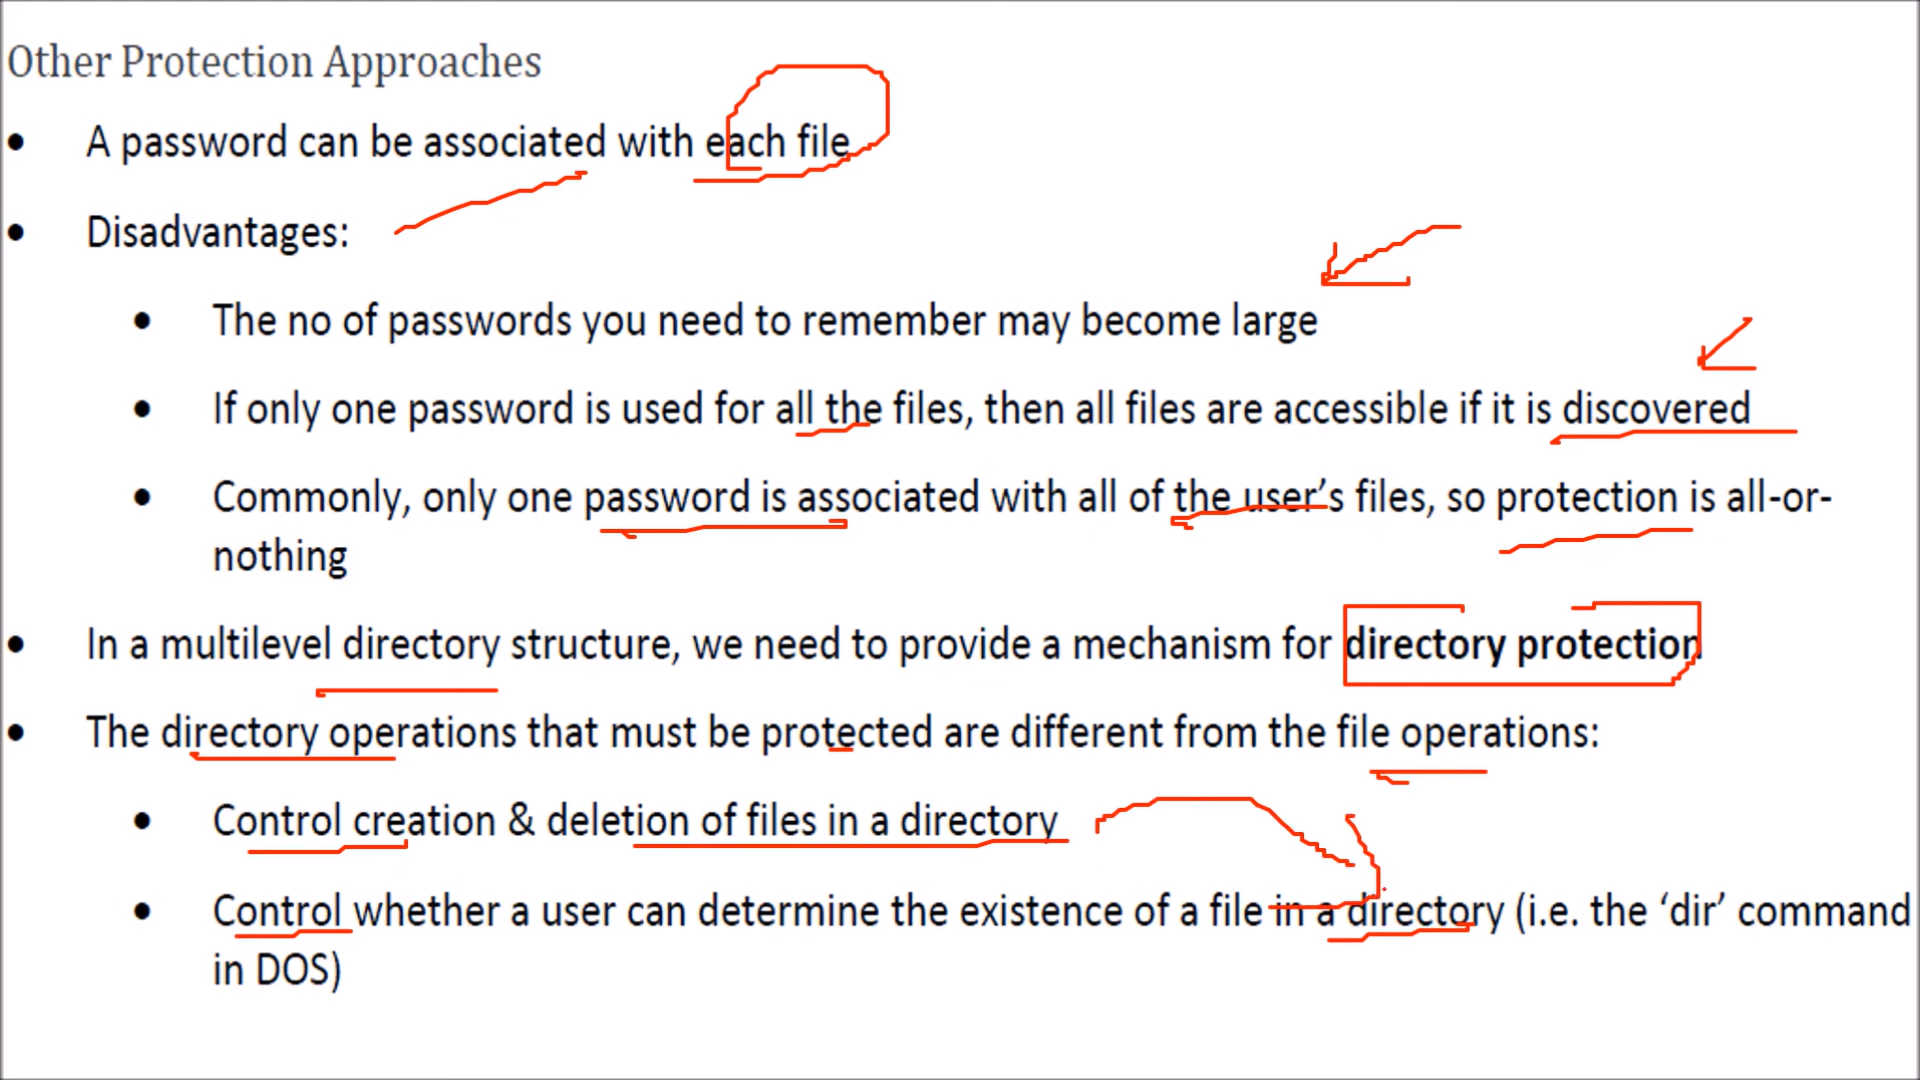 Other Protection Approaches
• A password can be associated with each file
• Disadvantages:
• The no of passwords you need to remember may become large
• If only one password is used for all the files, then all files are accessible if it is discovered
• Commonly, only one password is associated with all of the user’s files, so protection is all-or-
nothing
• In a multilevel directory structure, we need to provide a mechanism for directory protection
• The directory operations that must be protected are different from the file operations:
• Control creation & deletion of files in a directory
• Control whether a user can determine the existence of a file in a directory (i.e. the ‘dir’ command
in DOS)